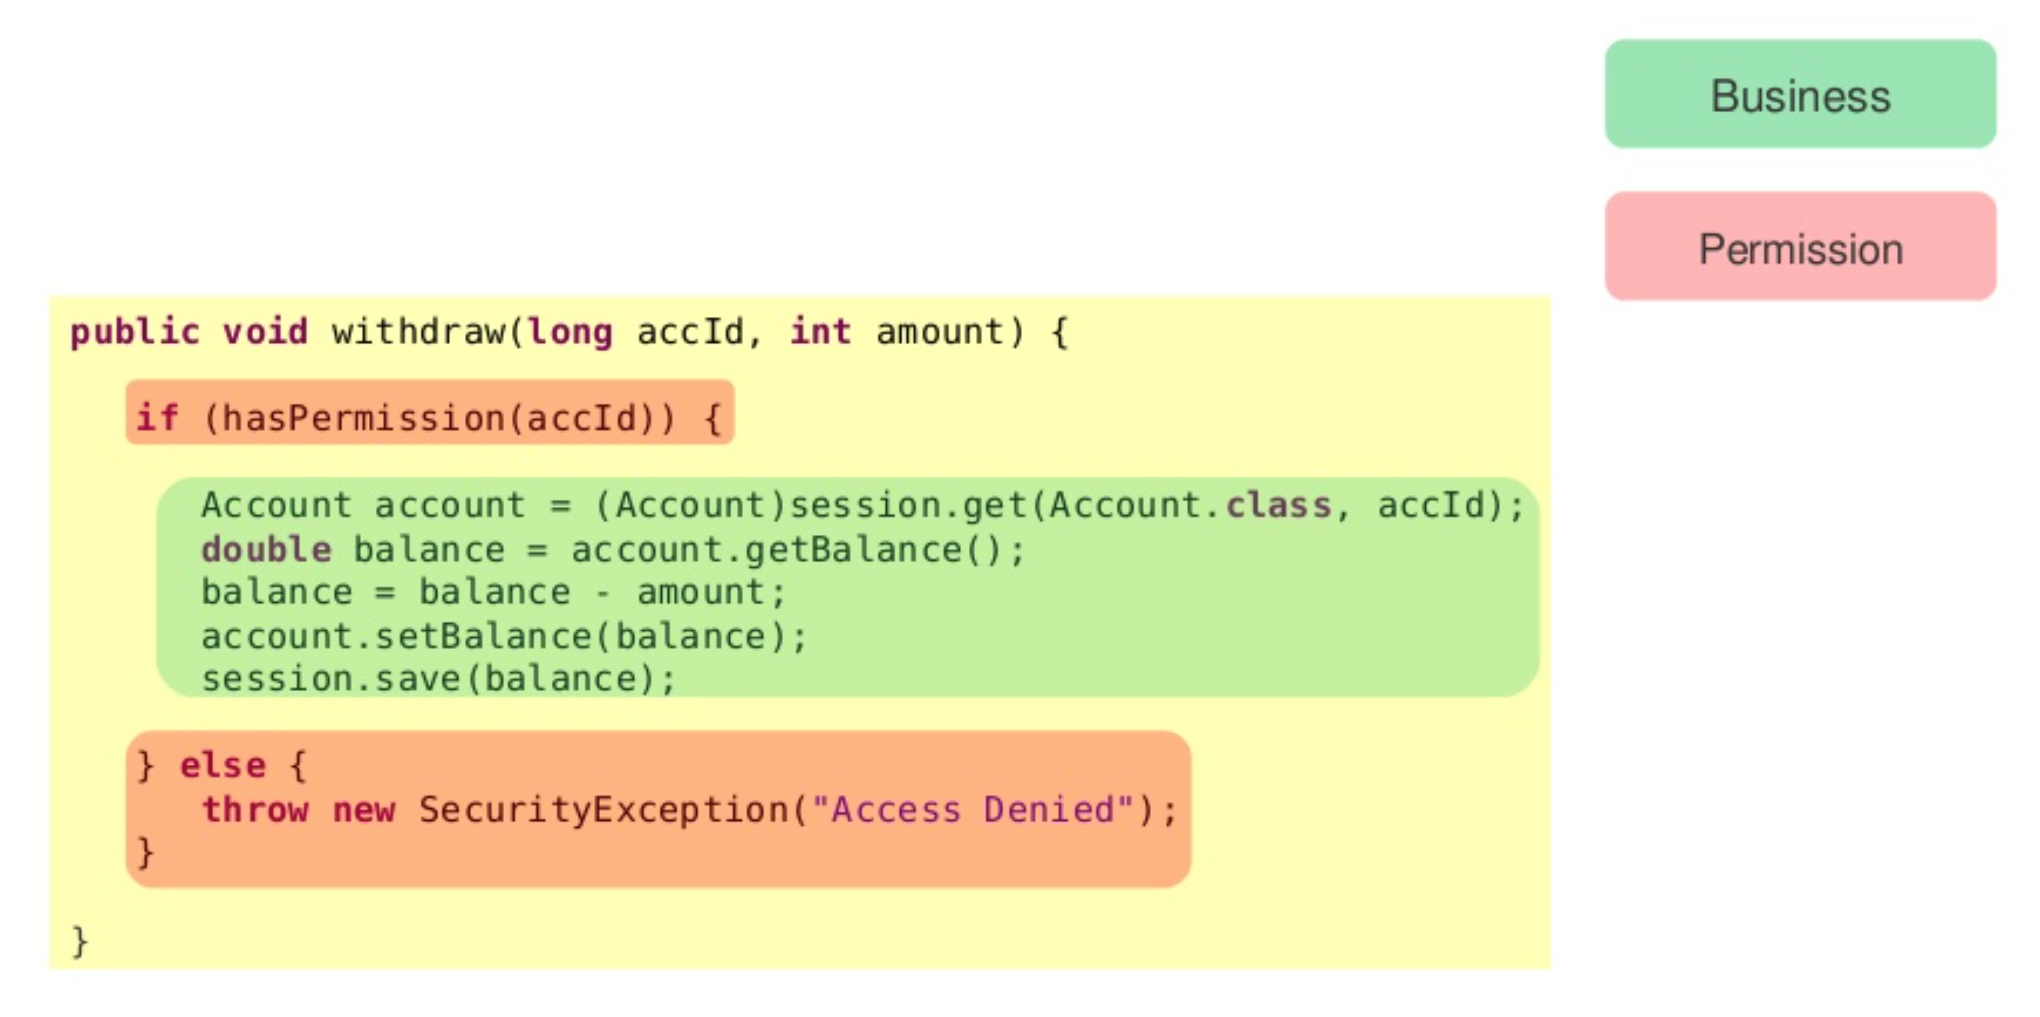 Business
Permission
public void withdraw(long accId, int amount) {
if (hasPermission(accId)) {
Account account = (Account)session.get(Account.class, accId);
double balance = account.getBalance();
balance = balance - amount;
account.setBalance(balance);
session.save(balance);
} else {
throw new SecurityException("Access Denied");
}
}